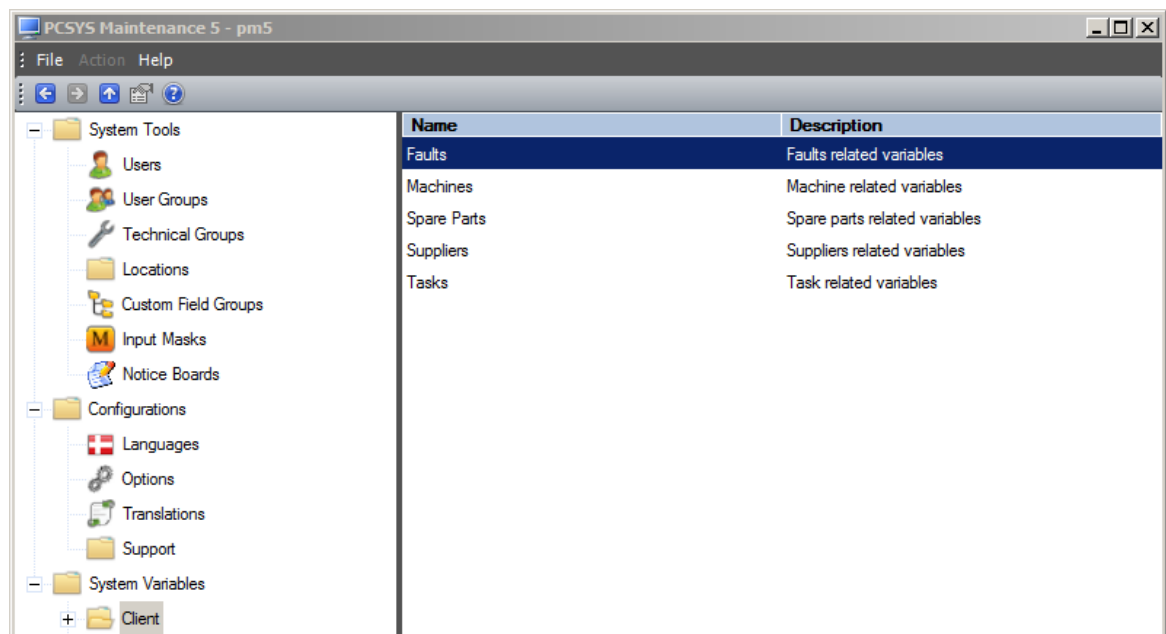 PCSYS Maintenance 5 - pm5
File Action Help
System Tools
Users
User Groups
Technical Groups
Locations
Custom Field Groups
M Input Masks
Notice Boards
Configurations
Languages
Options
Translations
Support
System Variables
Client
Name Description
Faults Faults related variables
Machines Machine related variables
Spare Parts Spare parts related variables
Suppliers Suppliers related variables
Tasks Task related variables